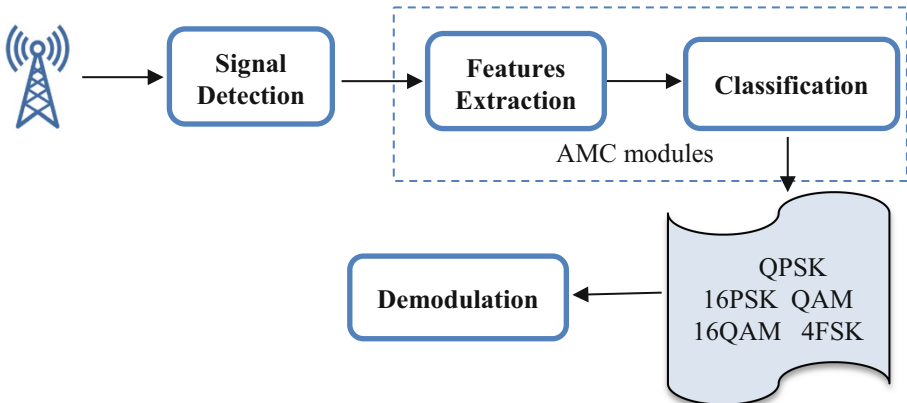 Signal
Detection
Features
Extraction
Classification
AMC modules
QPSK
16PSK QAM
16QAM 4FSK
Demodulation